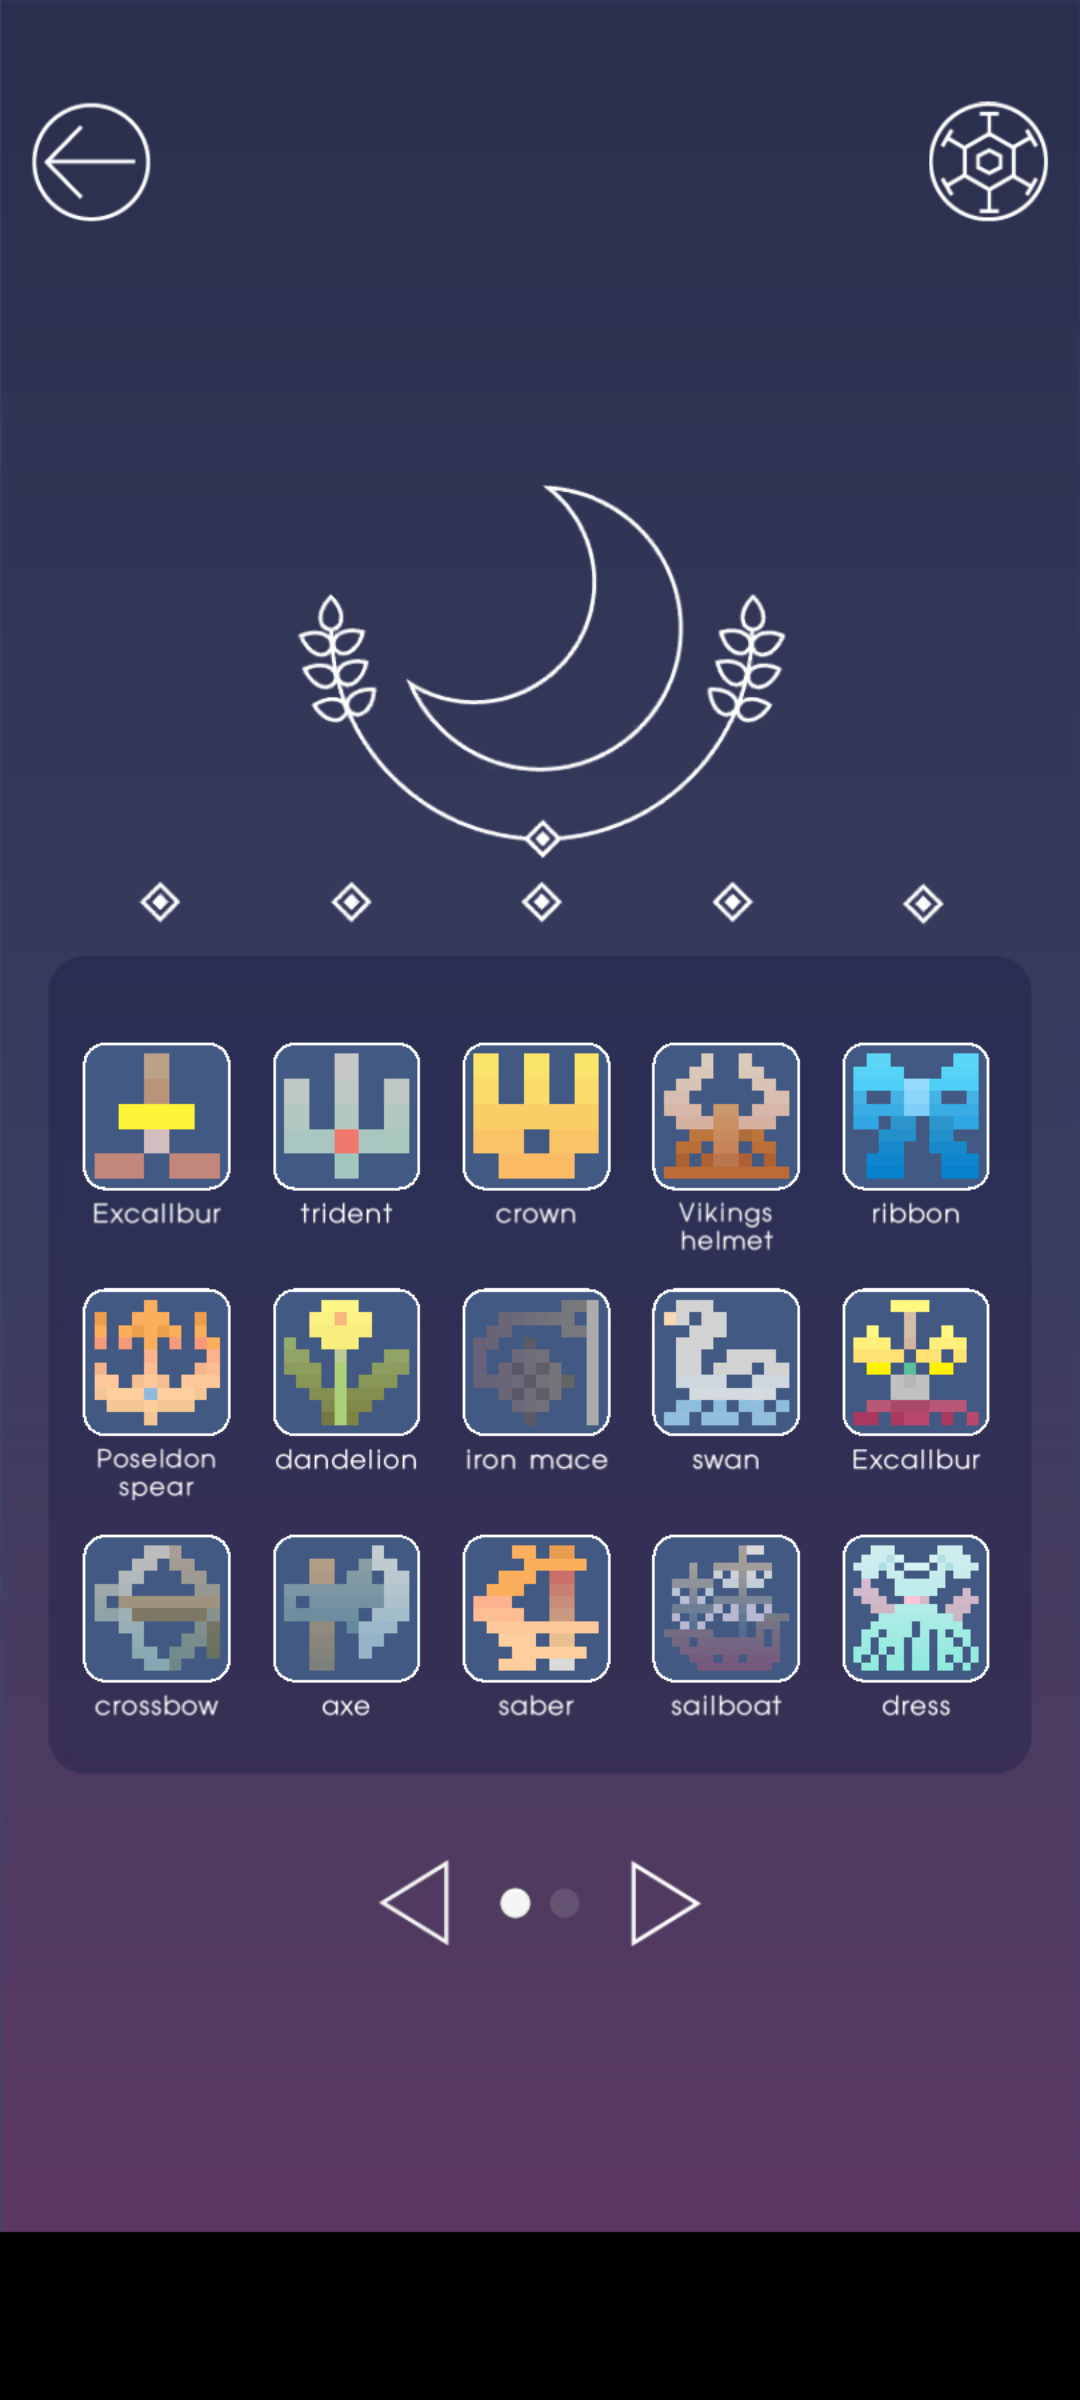 Excallbur trident crown Vikings helmet ribbon
Poseldon spear dandelion iron mace swan Excallbur
crossbow axe saber sailboat dress